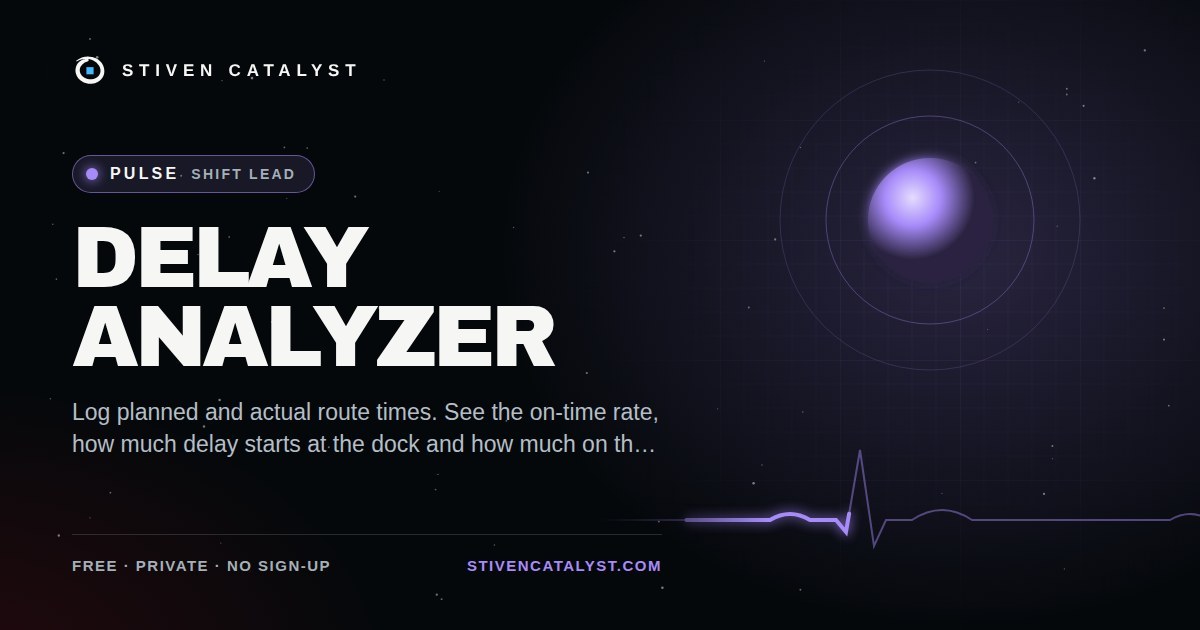 STIVEN CATALYST
PULSE SHIFT LEAD
DELAY
ANALYZER
Log planned and actual route times. See the on-time rate,
how much delay starts at the dock and how much on th…
FREE · PRIVATE · NO SIGN-UP
STIVENCATALYST.COM